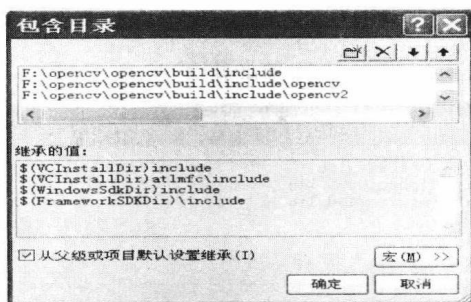 包含目录
F:\opencv\opencv\build\include
F:\opencv\opencv\build\include\opencv
F:\opencv\opencv\build\include\opencv2
继承的值:
$(VCInstallDir)include
$(VCInstallDir)atlmfc\include
$(WindowsSdkDir)include
$(FrameworkSDKDir)\include
从父级或项目默认设置继承(I)
宏(M) >>
确定
取消